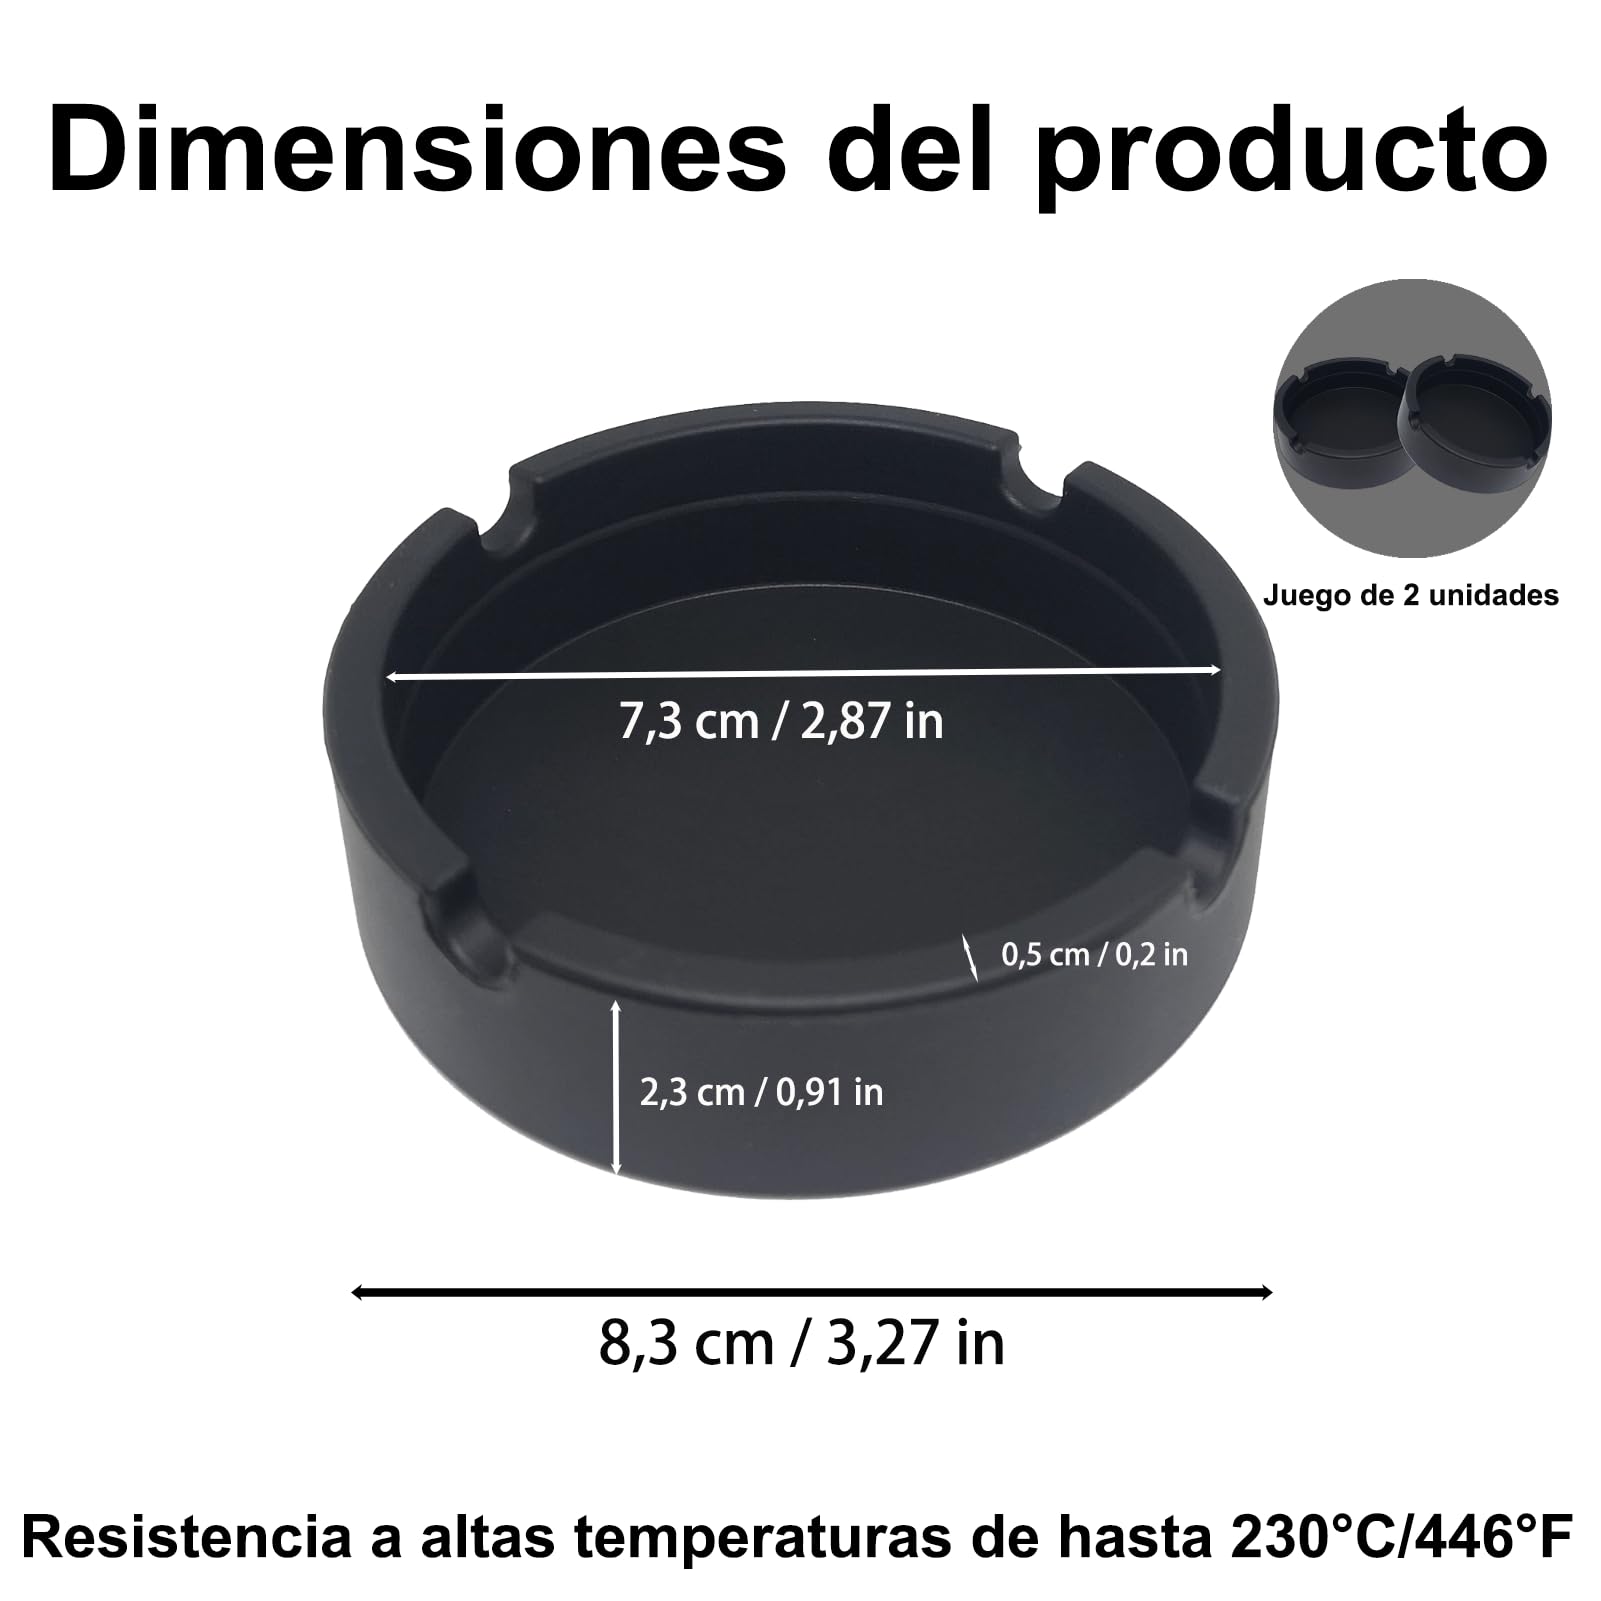 Dimensiones del producto
Juego de 2 unidades
7,3 cm / 2,87 in
0,5 cm / 0,2 in
2,3 cm / 0,91 in
8,3 cm / 3,27 in
Resistencia a altas temperaturas de hasta 230°C/446°F